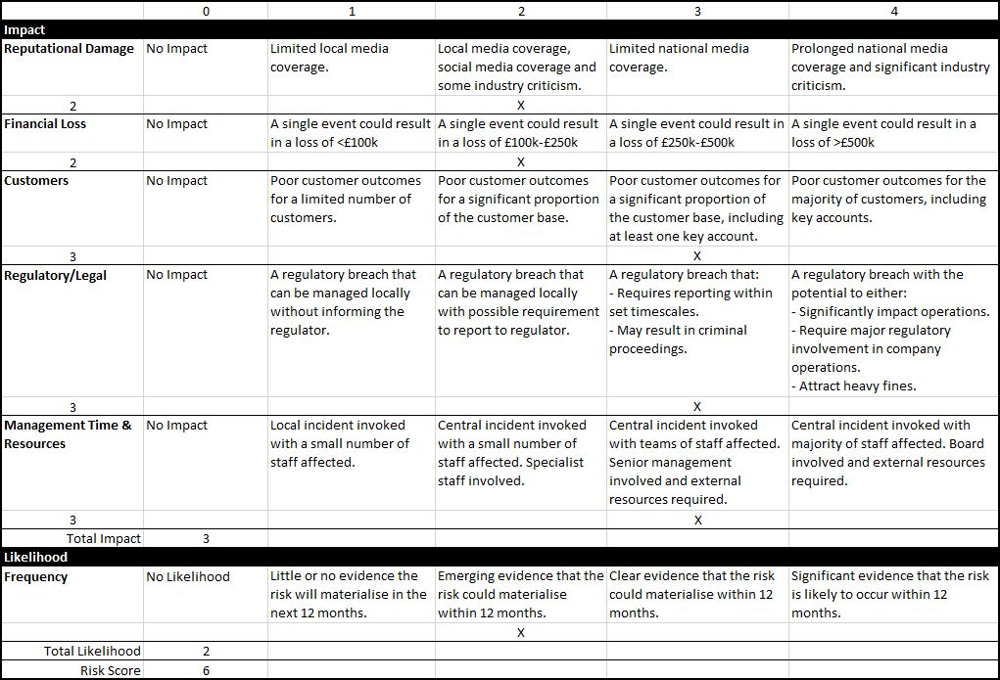 0 1 2 3 4
Impact
Reputational Damage No Impact Limited local media Local media coverage, Limited national media Prolonged national media
coverage. social media coverage and coverage. coverage and significant industry
some industry criticism. criticism.
2 X
Financial Loss No Impact A single event could result A single event could result A single event could result in A single event could result in a
in a loss of <£100k in a loss of £100k-£250k a loss of £250k-£500k loss of >£500k
2 X
Customers No Impact Poor customer outcomes Poor customer outcomes Poor customer outcomes for Poor customer outcomes for the
for a limited number of for a significant proportion a significant proportion of majority of customers, including
customers. of the customer base. the customer base, including key accounts.
at least one key account.
3 X
Regulatory/Legal No Impact A regulatory breach that A regulatory breach that A regulatory breach that: A regulatory breach with the
can be managed locally can be managed locally - Requires reporting within potential to either:
without informing the with possible requirement set timescales. - Significantly impact operations.
regulator. to report to regulator. - May result in criminal - Require major regulatory
proceedings. involvement in company
operations.
- Attract heavy fines.
3 X
Management Time & No Impact Local incident invoked Central incident invoked Central incident invoked Central incident invoked with
Resources with a small number of with a small number of with teams of staff affected. majority of staff affected. Board
staff affected. staff affected. Specialist Senior management involved and external resources
staff involved. involved and external required.
resources required.
3 X
Total Impact 3
Likelihood
Frequency No Likelihood Little or no evidence the Emerging evidence that the Clear evidence that the risk Significant evidence that the risk
risk will materialise in the risk could materialise could materialise within 12 is likely to occur within 12
next 12 months. within 12 months. months. months.
X
Total Likelihood 2
Risk Score 6